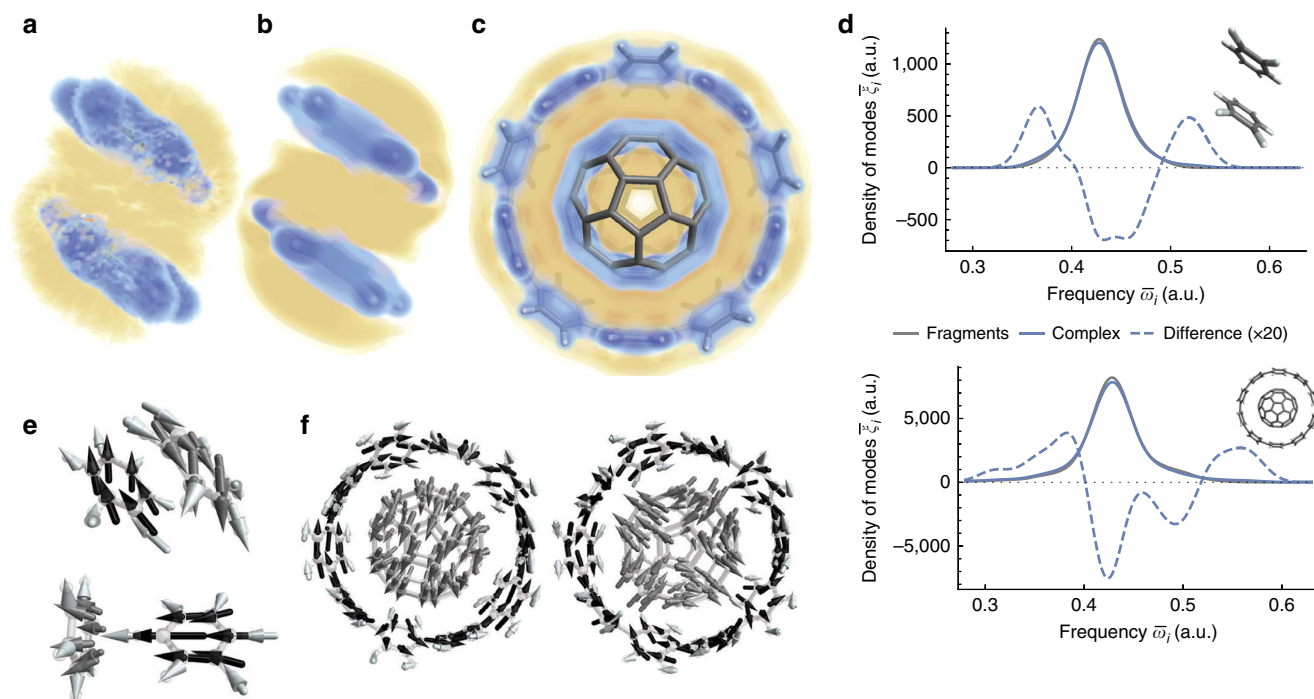 a
b
c
d
Density of modes ξ̄i (a.u.)
1,000
500
0
−500
0.3 0.4 0.5 0.6
Frequency ω̄i (a.u.)
Fragments Complex Difference (×20)
Density of modes ξ̄i (a.u.)
5,000
0
−5,000
0.3 0.4 0.5 0.6
Frequency ω̄i (a.u.)
e
f